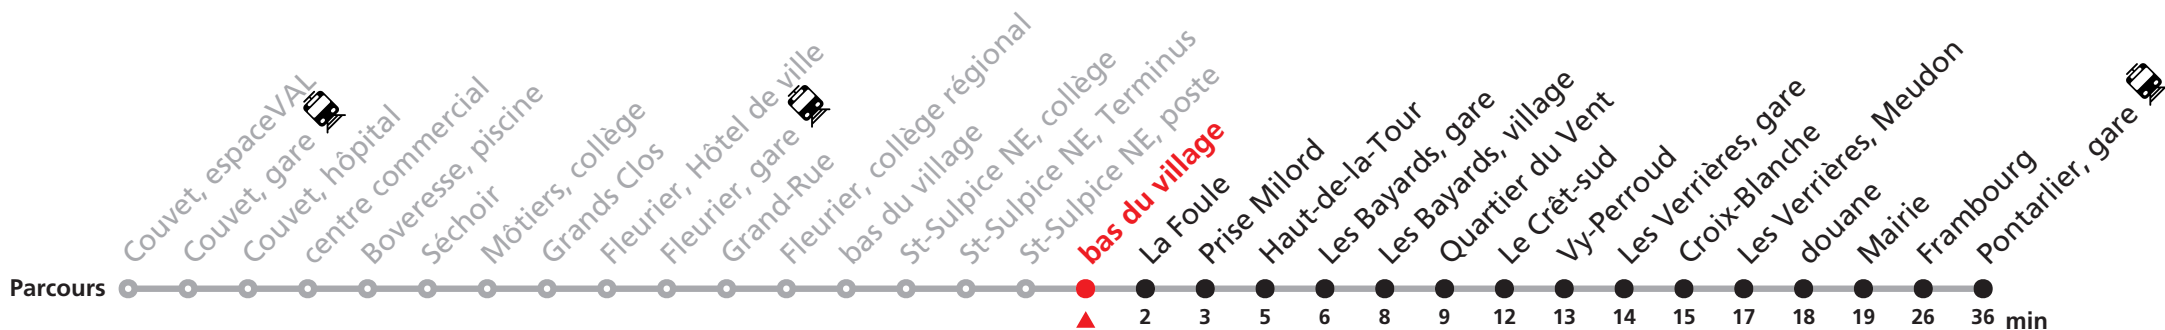 Couvet, espaceVAL
Couvet, gare
Couvet, hôpital
centre commercial
Boveresse, piscine
Séchoir
Môtiers, collège
Grands Clos
Fleurier, Hôtel de ville
Fleurier, gare
Grand-Rue
Fleurier, collège régional
bas du village
St-Sulpice NE, collège
St-Sulpice NE, Terminus
St-Sulpice NE, poste
bas du village
La Foule
Prise Milord
Haut-de-la-Tour
Les Bayards, gare
Les Bayards, village
Quartier du Vent
Le Crêt-sud
Vy-Perroud
Les Verrières, gare
Croix-Blanche
Les Verrières, Meudon
douane
Mairie
Frambourg
Pontarlier, gare
Parcours
2 3 5 6 8 9 12 13 14 15 17 18 19 26 36 min